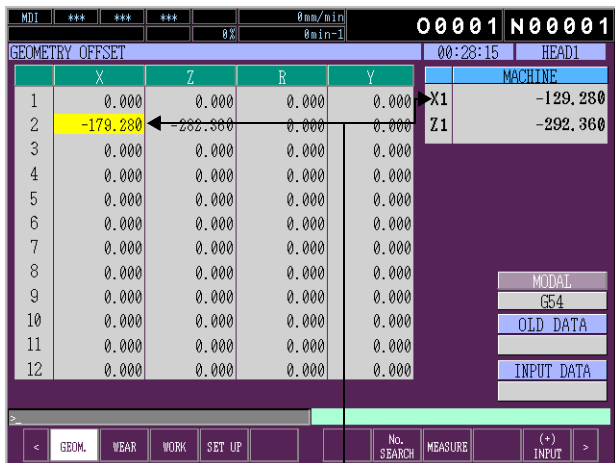 MDI *** *** *** 0mm/min
0% 0min-1
O0001 N00001
GEOMETRY OFFSET 00:28:15 HEAD1
X Z R Y MACHINE
1 0.000 0.000 0.000 0.000 X1 -129.280
2 -179.280 -282.360 0.000 0.000 Z1 -292.360
3 0.000 0.000 0.000 0.000
4 0.000 0.000 0.000 0.000
5 0.000 0.000 0.000 0.000
6 0.000 0.000 0.000 0.000
7 0.000 0.000 0.000 0.000
8 0.000 0.000 0.000 0.000
MODAL
9 0.000 0.000 0.000 0.000
G54
10 0.000 0.000 0.000 0.000
OLD DATA
11 0.000 0.000 0.000 0.000
12 0.000 0.000 0.000 0.000
INPUT DATA
>_
< GEOM. WEAR WORK SET UP No. SEARCH MEASURE (+) INPUT >